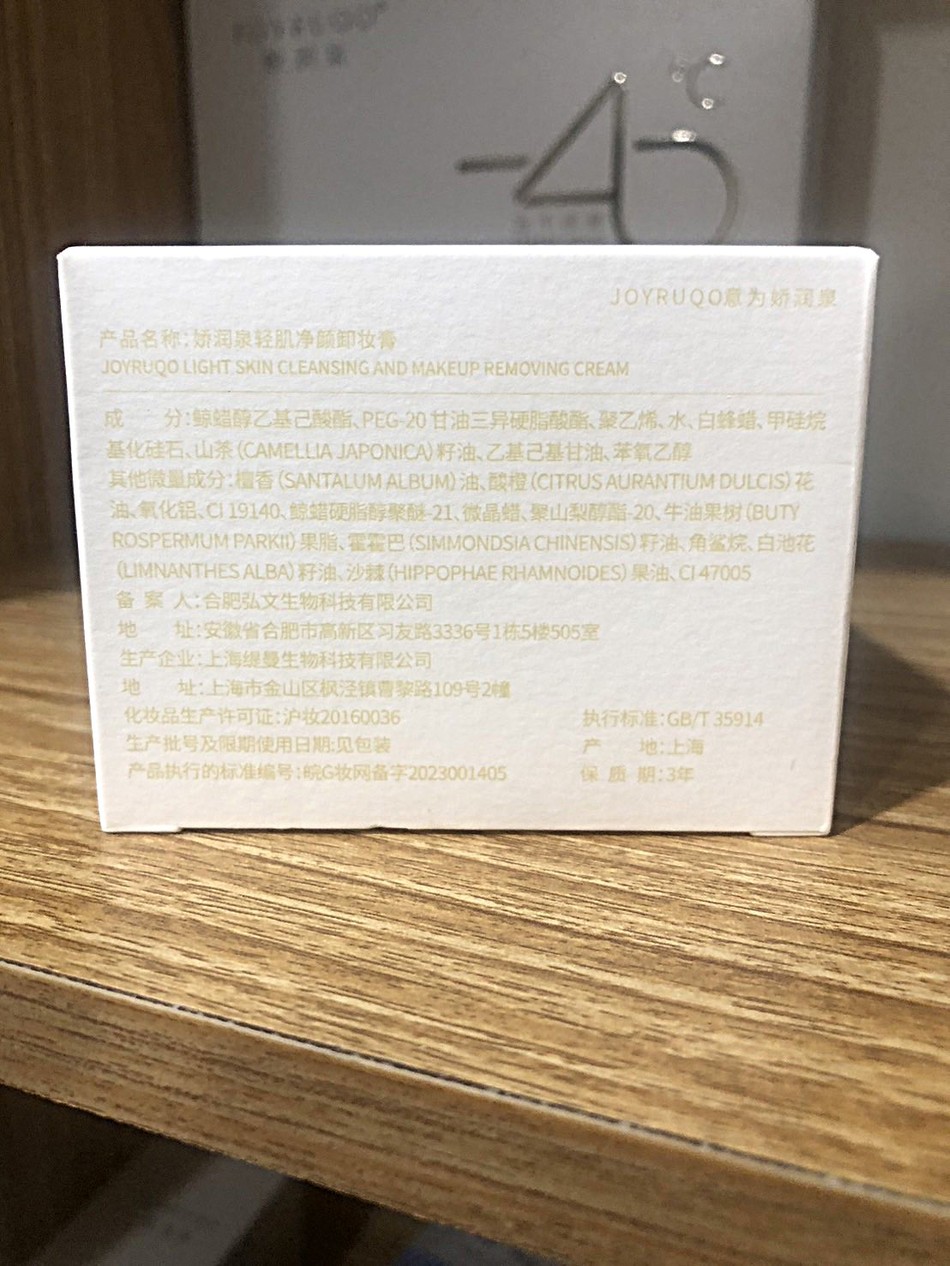 -45
℃
JOYRUQO意为娇润泉
产品名称:娇润泉轻肌净颜卸妆膏
JOYRUQO LIGHT SKIN CLEANSING AND MAKEUP REMOVING CREAM
成 分:鲸蜡醇乙基己酸酯、PEG-20 甘油三异硬脂酸酯、聚乙烯、水、白蜂蜡、甲硅烷
基化硅石、山茶(CAMELLIA JAPONICA)籽油、乙基己基甘油、苯氧乙醇
其他微量成分:檀香(SANTALUM ALBUM)油、酸橙(CITRUS AURANTIUM DULCIS)花
油、氧化铝、CI 19140、鲸蜡硬脂醇聚醚-21、微晶蜡、聚山梨醇酯-20、牛油果树(BUTY
ROSPERMUM PARKII)果脂、霍霍巴(SIMMONDSIA CHINENSIS)籽油、角鲨烷、白池花
(LIMNANTHES ALBA)籽油、沙棘(HIPPOPHAE RHAMNOIDES)果油、CI 47005
备 案 人:合肥弘文生物科技有限公司
地 址:安徽省合肥市高新区习友路3336号1栋5楼505室
生产企业:上海缇曼生物科技有限公司
地 址:上海市金山区枫泾镇曹黎路109号2幢
化妆品生产许可证:沪妆20160036 执行标准:GB/T 35914
生产批号及限期使用日期:见包装 产 地:上海
产品执行的标准编号:皖G妆网备字2023001405 保 质 期:3年